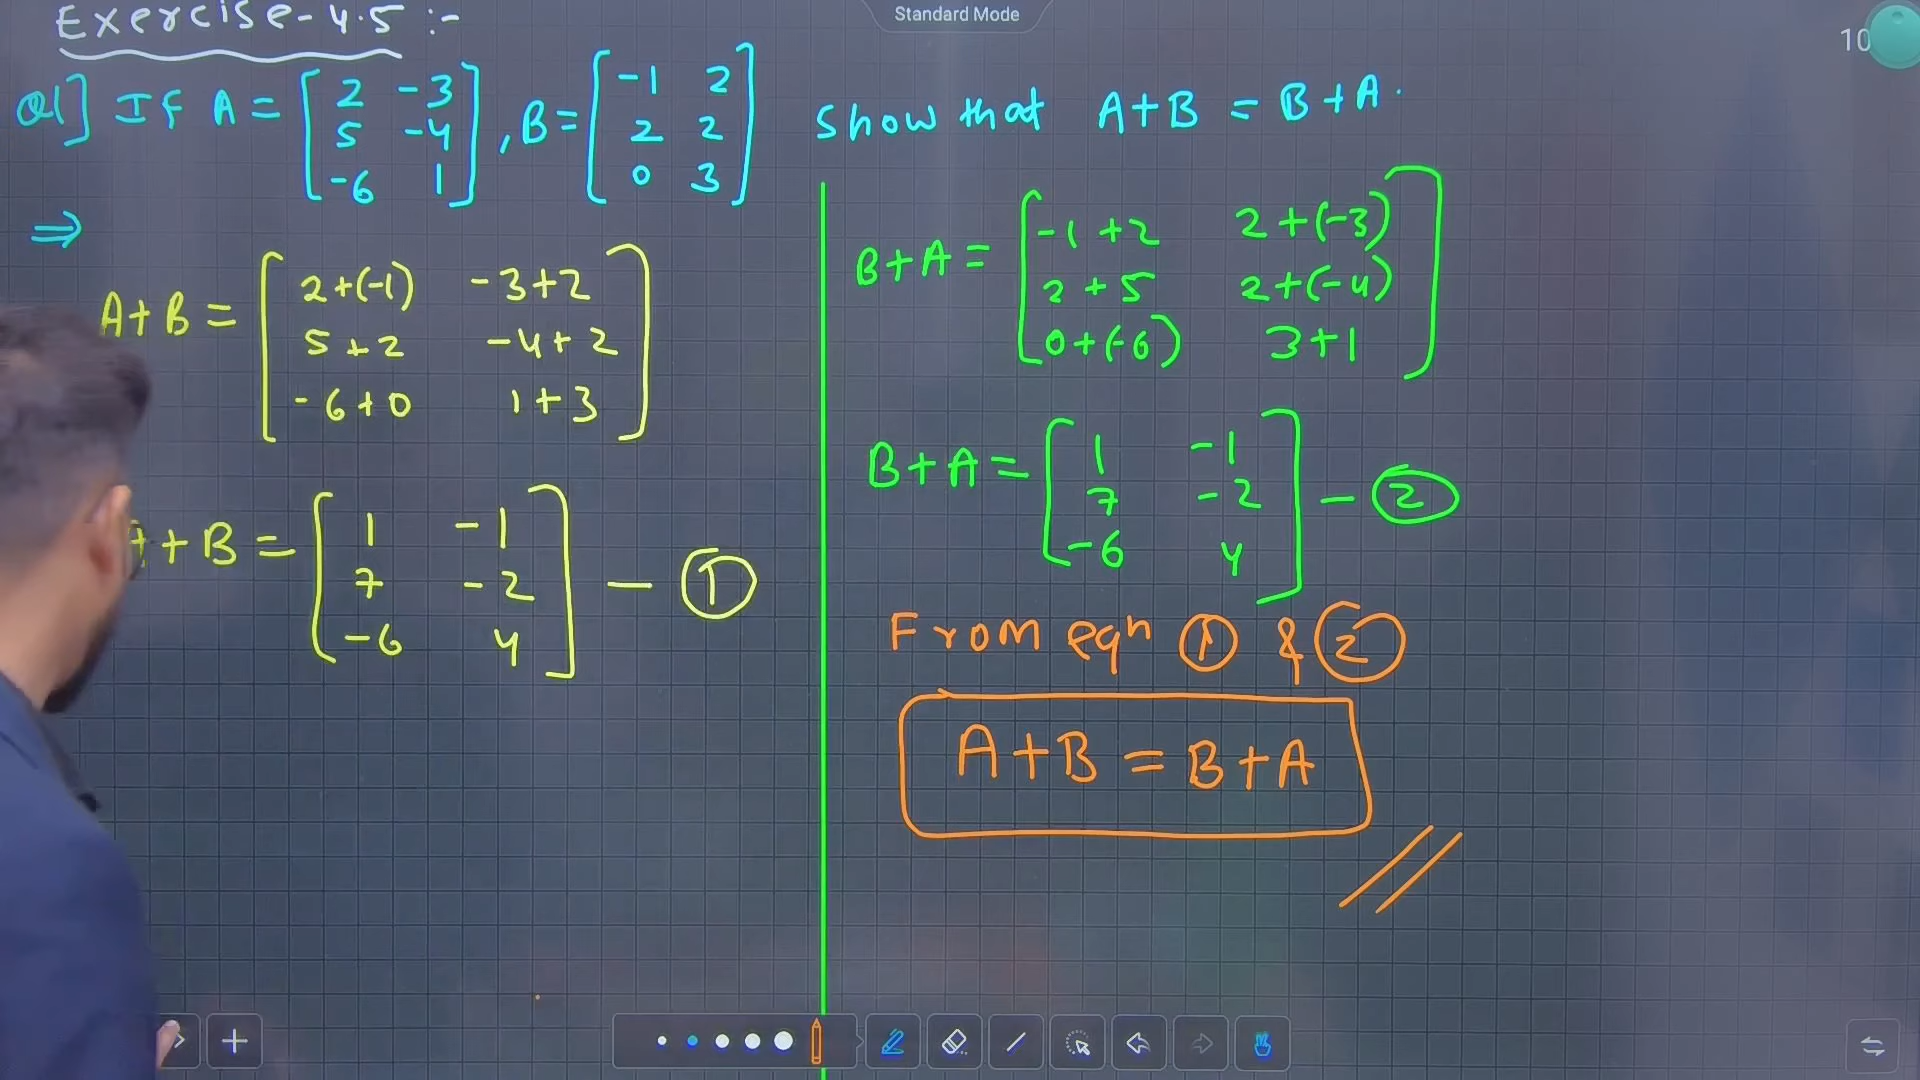 Standard Mode
10
Exercise-4.5 :-
Q1] If A = [2 -3
5 -4
-6 1] , B = [-1 2
2 2
0 3] show that A+B = B+A.
⇒
A+B = [2+(-1) -3+2
5+2 -4+2
-6+0 1+3]
A+B = [1 -1
7 -2
-6 4] — ①
B+A = [-1+2 2+(-3)
2+5 2+(-4)
0+(-6) 3+1]
B+A = [1 -1
7 -2
-6 4] — ②
From eqn ① & ②
A+B = B+A